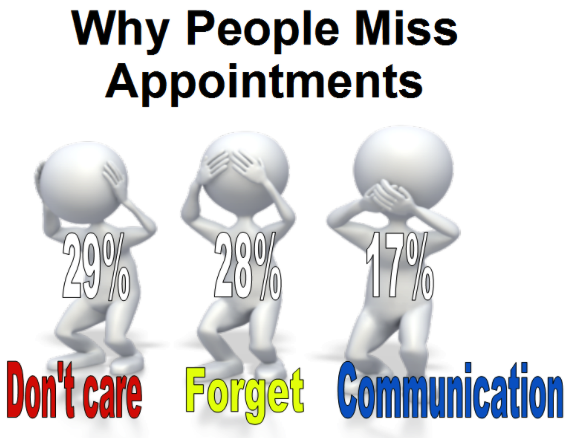 Why People Miss
Appointments
29% 28% 17%
Don't care Forget Communication